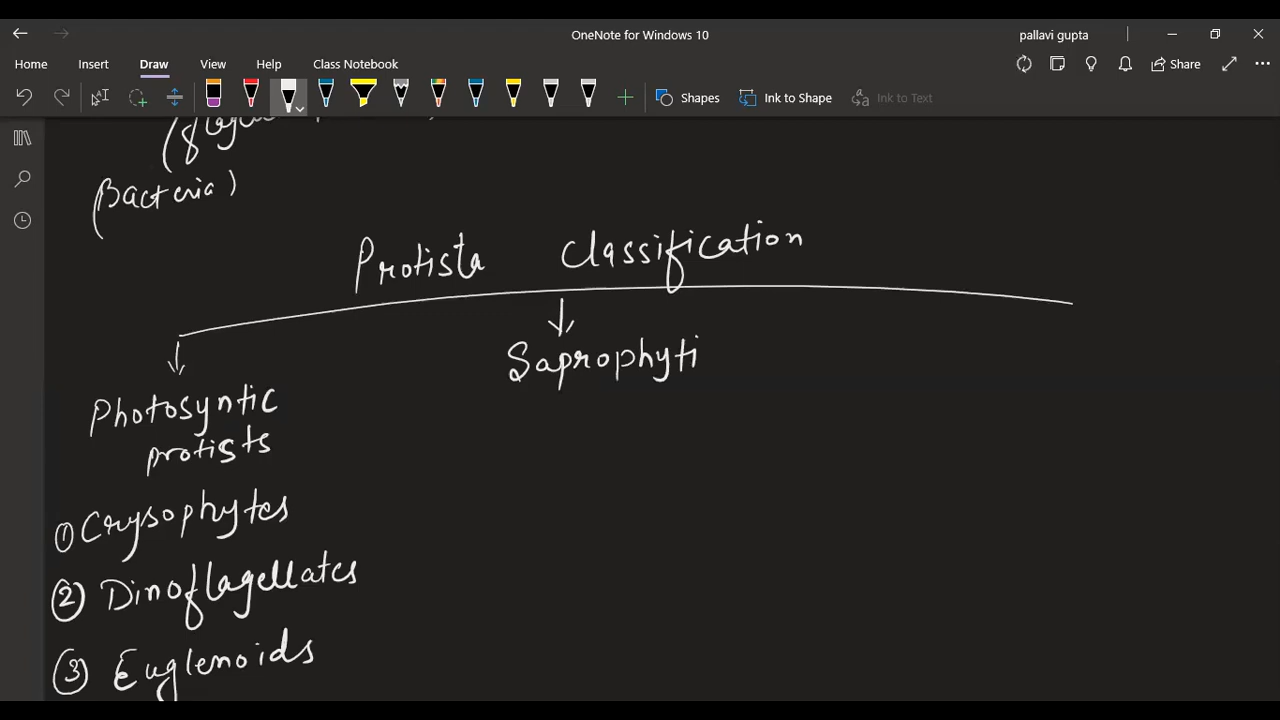 OneNote for Windows 10
pallavi gupta
Home Insert Draw View Help Class Notebook
Share
Shapes Ink to Shape Ink to Text
Bacteria)
Protista Classification
Saprophyti
Photosyntic
protists
① Crysophytes
② Dinoflagellates
③ Euglenoids